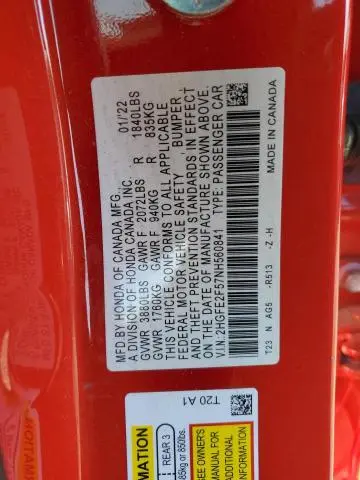 MFD.BY HONDA OF CANADA MFG. 01/'22
A DIVISION OF HONDA CANADA INC.
GVWR 3860LBS GAWR F 2072LBS R 1840LBS
GVWR 1760KG GAWR F 940KG R 835KG
THIS VEHICLE CONFORMS TO ALL APPLICABLE
FEDERAL MOTOR VEHICLE SAFETY BUMPER ,
AND THEFT PREVENTION STANDARDS IN EFFECT
ON THE DATE OF MANUFACTURE SHOWN ABOVE.
V.I.N.:2HGFE2F57NH560841 TYPE: PASSENGER CAR
T23 N AG5 -R513 -Z -H MADE IN CANADA
T20 A1
REAR 3
385kg or 850lbs.
SEE OWNER'S
MANUAL FOR
ADDITIONAL